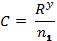 C = R^y / n_1